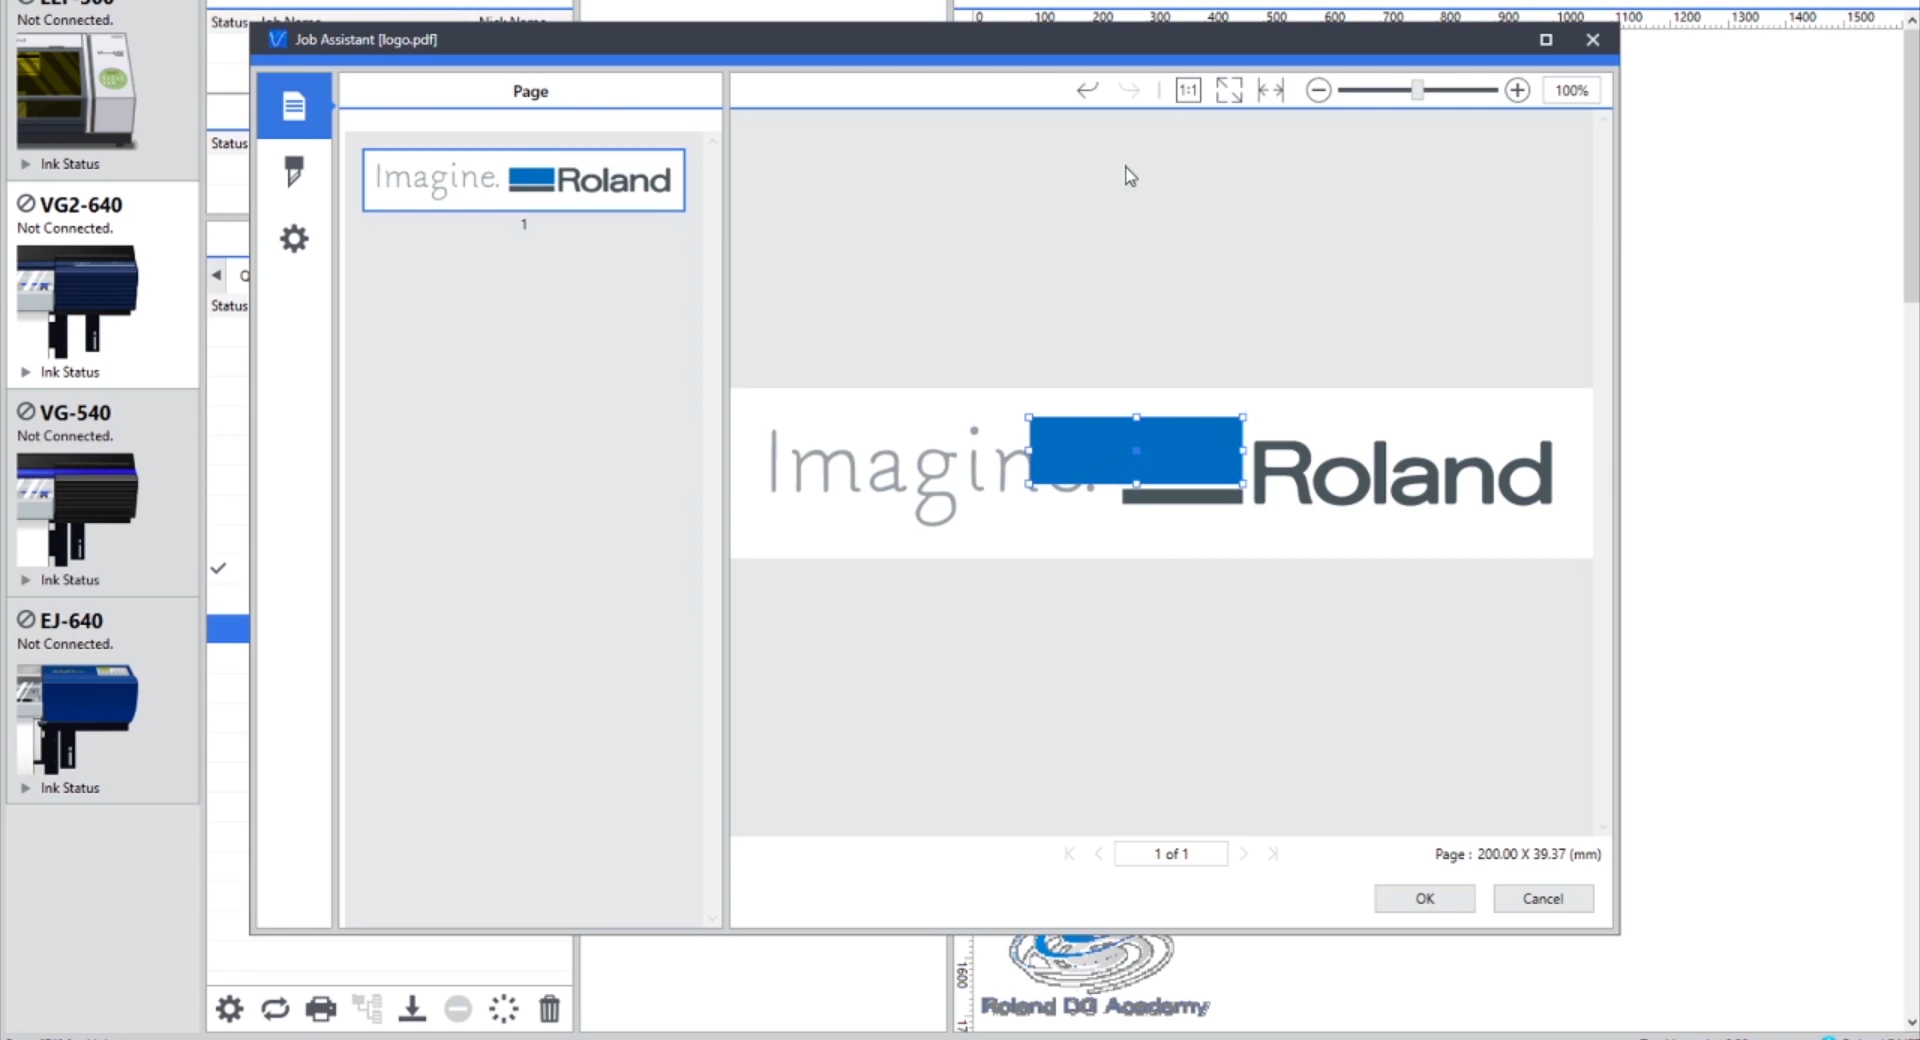 Not Connected.
Ink Status
VG2-640
Not Connected.
Ink Status
VG-540
Not Connected.
Ink Status
EJ-640
Not Connected.
Ink Status
Status
Status
Status
0 100 200 300 400 500 600 700 800 900 1000 1100 1200 1300 1400 1500
Job Assistant [logo.pdf]
Page
Imagine. Roland
1
1:1
100%
Imagin
Roland
1 of 1
Page : 200.00 X 39.37 (mm)
OK
Cancel
1600
Roland DG Academy